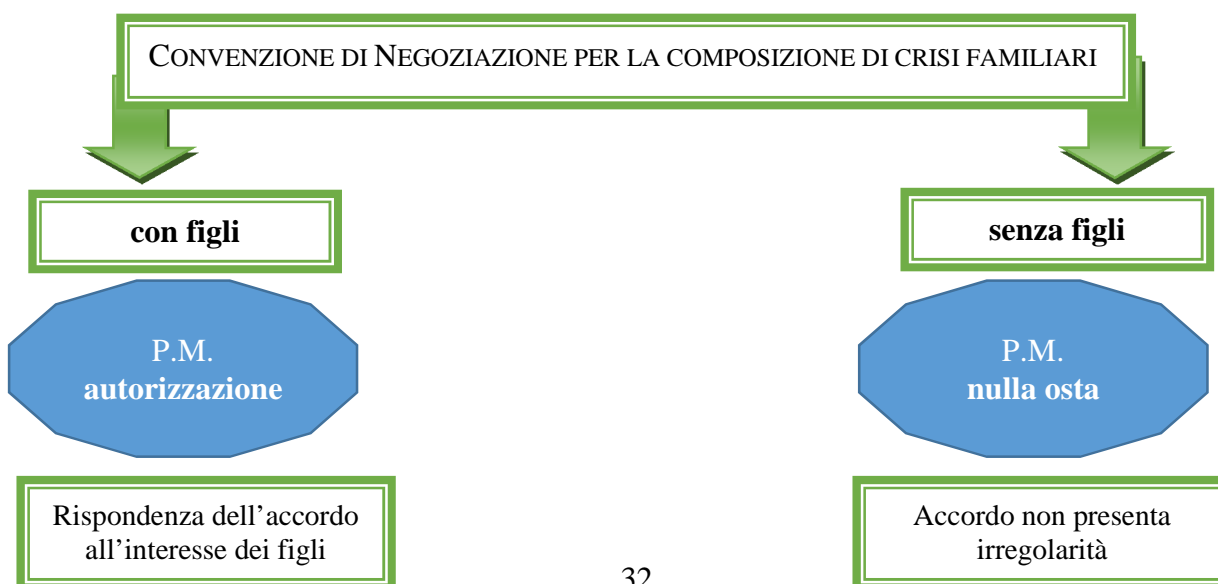 CONVENZIONE DI NEGOZIAZIONE PER LA COMPOSIZIONE DI CRISI FAMILIARI
con figli
senza figli
P.M.
autorizzazione
P.M.
nulla osta
Rispondenza dell’accordo
all’interesse dei figli
Accordo non presenta
irregolarità
32